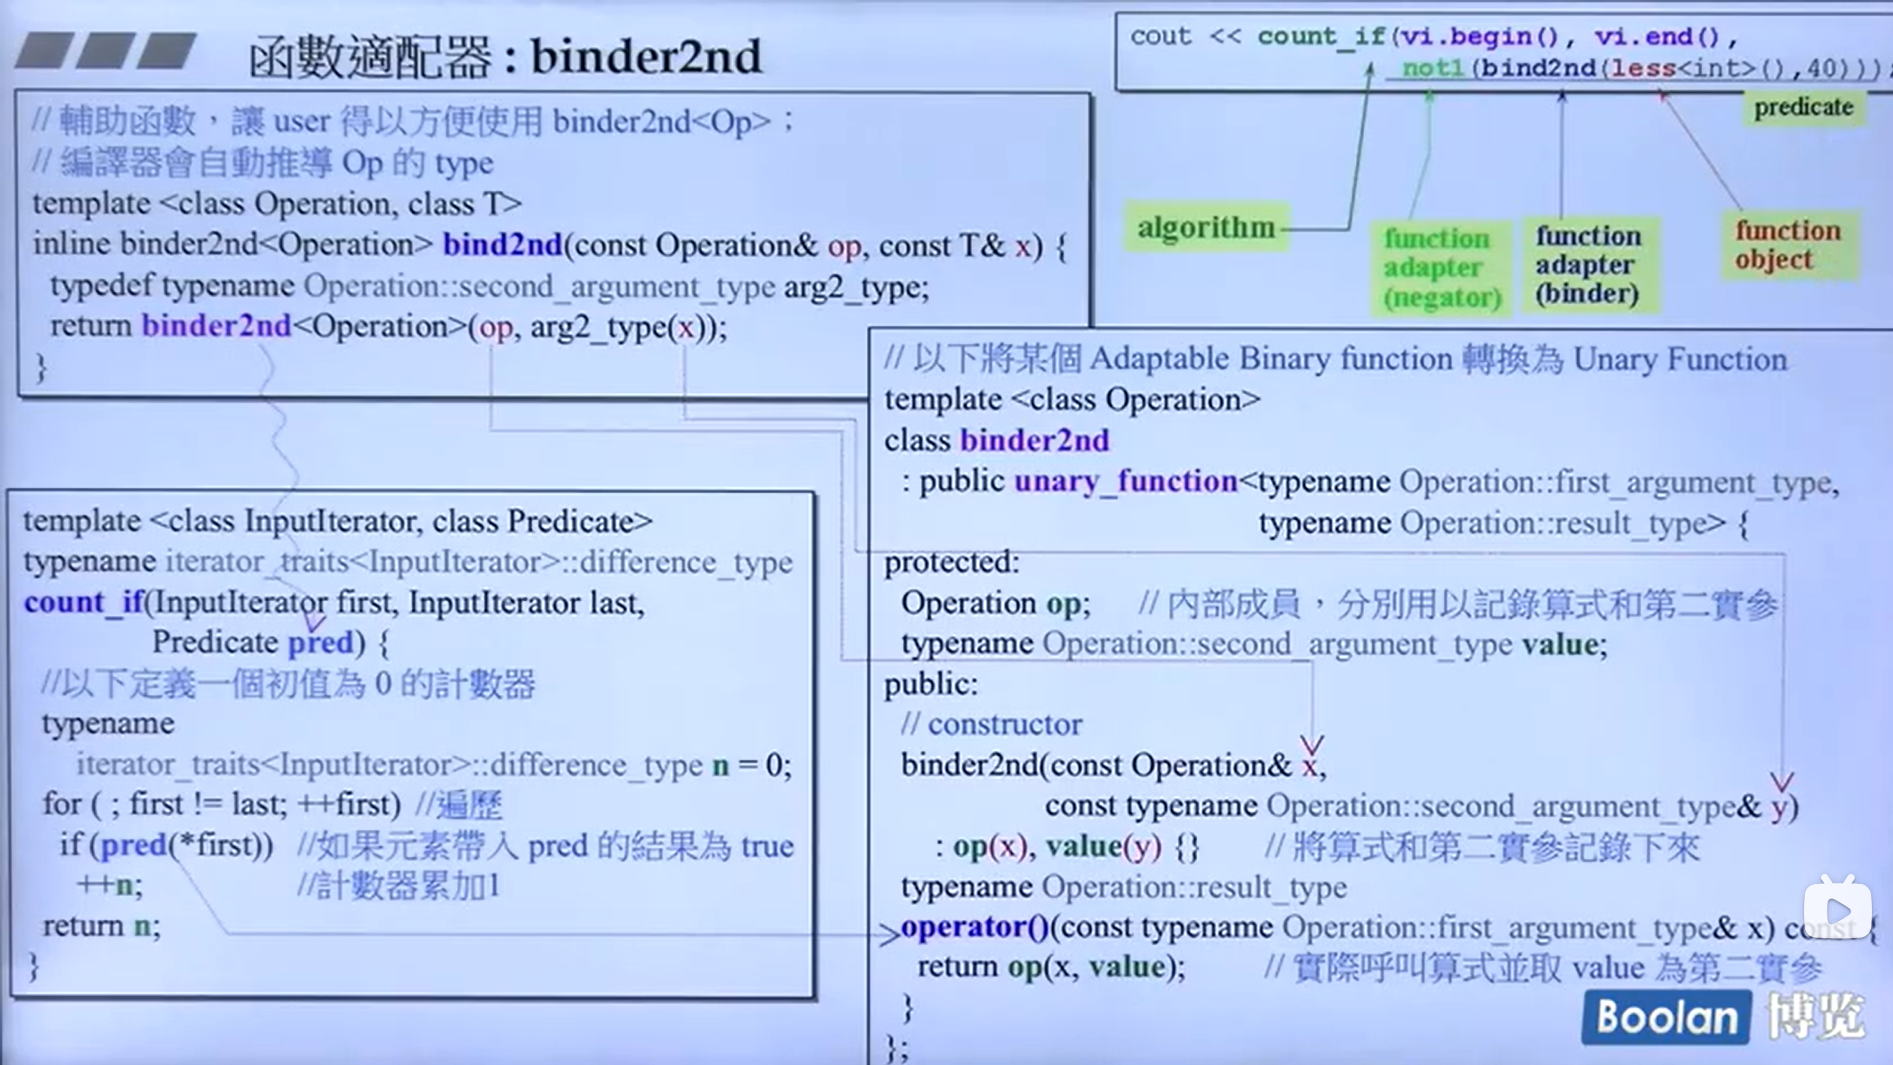 函數適配器 : binder2nd
cout << count_if(vi.begin(), vi.end(),
not1(bind2nd(less<int>(),40)));
predicate
algorithm
function
adapter
(negator)
function
adapter
(binder)
function
object
// 輔助函數，讓 user 得以方便使用 binder2nd<Op>；
// 編譯器會自動推導 Op 的 type
template <class Operation, class T>
inline binder2nd<Operation> bind2nd(const Operation& op, const T& x) {
typedef typename Operation::second_argument_type arg2_type;
return binder2nd<Operation>(op, arg2_type(x));
}
template <class InputIterator, class Predicate>
typename iterator_traits<InputIterator>::difference_type
count_if(InputIterator first, InputIterator last,
Predicate pred) {
//以下定義一個初值為 0 的計數器
typename
iterator_traits<InputIterator>::difference_type n = 0;
for ( ; first != last; ++first) //遍歷
if (pred(*first)) //如果元素帶入 pred 的結果為 true
++n; //計數器累加1
return n;
}
// 以下將某個 Adaptable Binary function 轉換為 Unary Function
template <class Operation>
class binder2nd
: public unary_function<typename Operation::first_argument_type,
typename Operation::result_type> {
protected:
Operation op; // 內部成員，分別用以記錄算式和第二實參
typename Operation::second_argument_type value;
public:
// constructor
binder2nd(const Operation& x,
const typename Operation::second_argument_type& y)
: op(x), value(y) {} // 將算式和第二實參記錄下來
typename Operation::result_type
operator()(const typename Operation::first_argument_type& x) const {
return op(x, value); // 實際呼叫算式並取 value 為第二實參
}
};
Boolan 博览